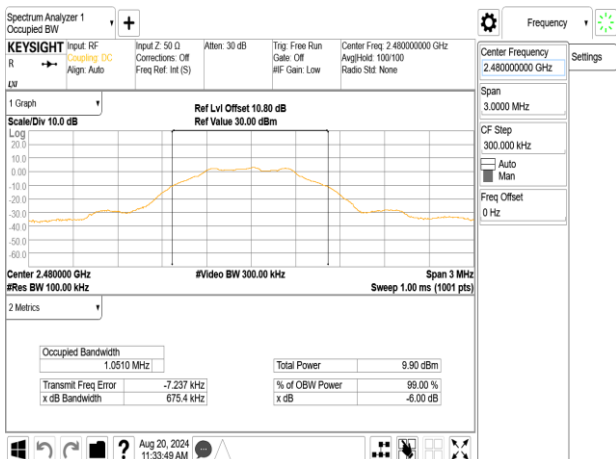 Spectrum Analyzer 1
Occupied BW
KEYSIGHT
R
LXI
Input: RF
Coupling: DC
Align: Auto
Input Z: 50 Ω
Corrections: Off
Freq Ref: Int (S)
Atten: 30 dB
Trig: Free Run
Gate: Off
#IF Gain: Low
Center Freq: 2.480000000 GHz
Avg|Hold: 100/100
Radio Std: None
1 Graph
Scale/Div 10.0 dB
Ref Lvl Offset 10.80 dB
Ref Value 30.00 dBm
Log
20.0
10.0
0.00
-10.0
-20.0
-30.0
-40.0
-50.0
-60.0
Center 2.480000 GHz
#Video BW 300.00 kHz
Span 3 MHz
#Res BW 100.00 kHz
Sweep 1.00 ms (1001 pts)
2 Metrics
Occupied Bandwidth
1.0510 MHz
Total Power 9.90 dBm
Transmit Freq Error -7.237 kHz
% of OBW Power 99.00 %
x dB Bandwidth 675.4 kHz
x dB -6.00 dB
Aug 20, 2024
11:33:49 AM
Frequency
Settings
Center Frequency
2.480000000 GHz
Span
3.0000 MHz
CF Step
300.000 kHz
Auto
Man
Freq Offset
0 Hz